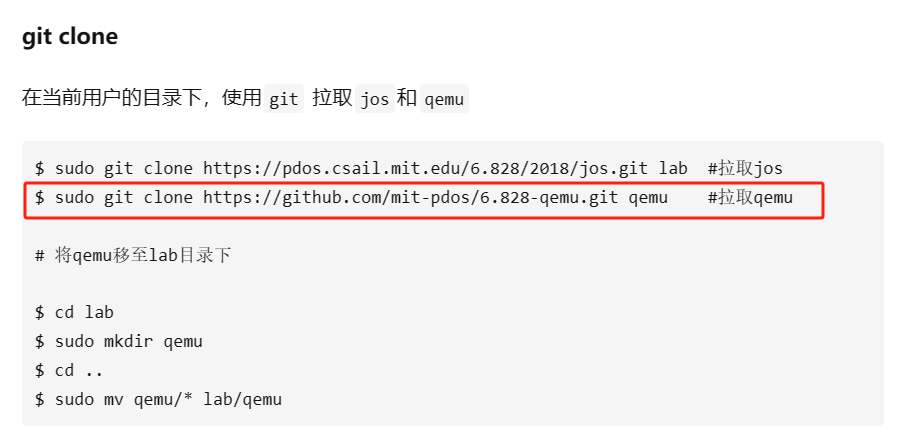 git clone
在当前用户的目录下，使用 git 拉取 jos 和 qemu
$ sudo git clone https://pdos.csail.mit.edu/6.828/2018/jos.git lab  #拉取jos
$ sudo git clone https://github.com/mit-pdos/6.828-qemu.git qemu    #拉取qemu
# 将qemu移至lab目录下
$ cd lab
$ sudo mkdir qemu
$ cd ..
$ sudo mv qemu/* lab/qemu